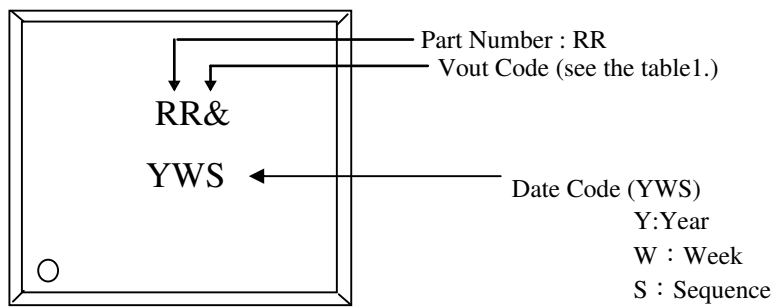 Part Number : RR
Vout Code (see the table1.)
RR&
YWS
Date Code (YWS)
Y:Year
W：Week
S：Sequence